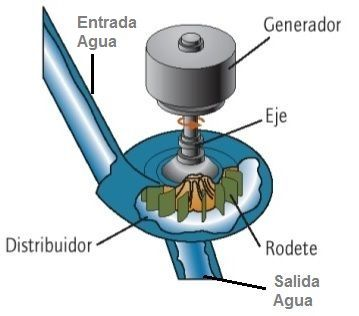 Entrada
Agua
Generador
Eje
Distribuidor
Rodete
Salida
Agua